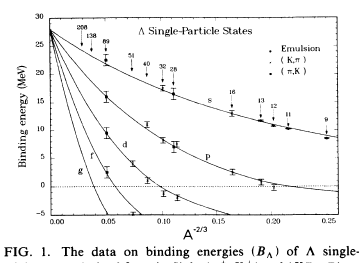 Λ Single-Particle States
208
138
89
51
40
32
28
16
13
12
11
9
Emulsion
(K,π)
(π,K)
Binding energy (MeV)
30
25
20
15
10
5
0
−5
s
p
d
f
g
0.00 0.05 0.10 0.15 0.20 0.25
A^−2/3
FIG. 1. The data on binding energies (B_Λ) of Λ single-